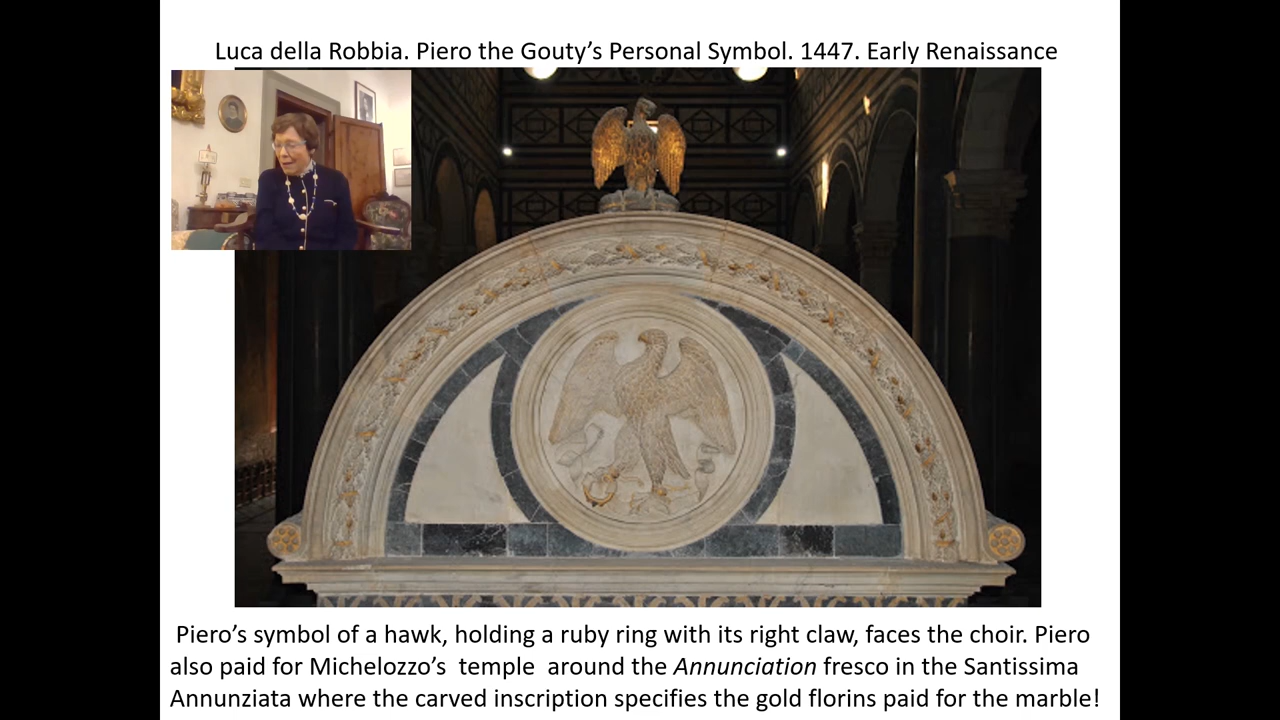 Luca della Robbia. Piero the Gouty’s Personal Symbol. 1447. Early Renaissance
Piero’s symbol of a hawk, holding a ruby ring with its right claw, faces the choir. Piero
also paid for Michelozzo’s temple around the Annunciation fresco in the Santissima
Annunziata where the carved inscription specifies the gold florins paid for the marble!